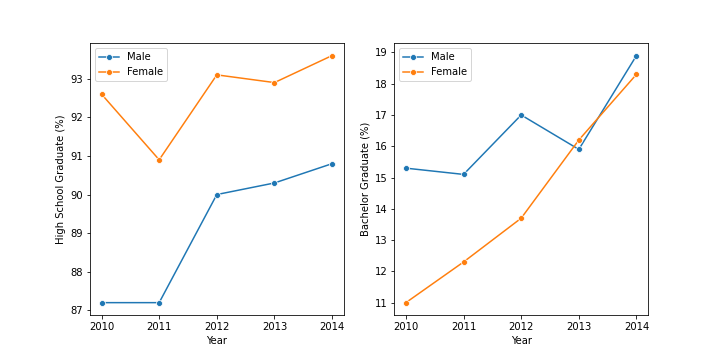 High School Graduate (%)
93
92
91
90
89
88
87
Male
Female
2010 2011 2012 2013 2014
Year
Bachelor Graduate (%)
19
18
17
16
15
14
13
12
11
Male
Female
2010 2011 2012 2013 2014
Year